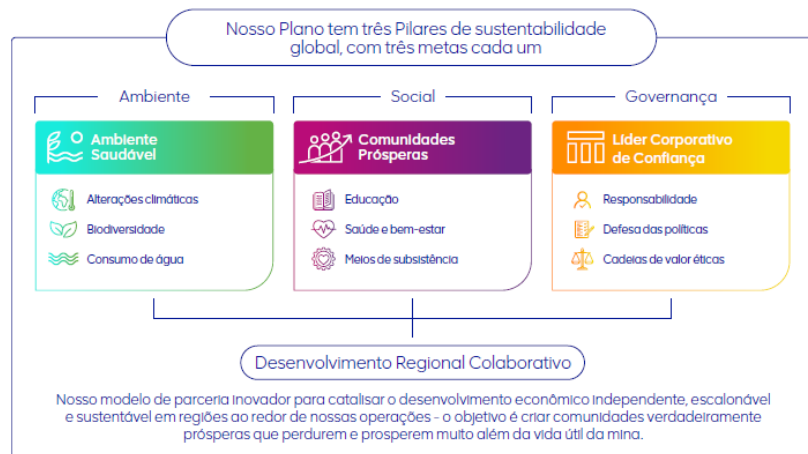 Nosso Plano tem três Pilares de sustentabilidade
global, com três metas cada um
Ambiente
Ambiente
Saudável
Alterações climáticas
Biodiversidade
Consumo de água
Social
Comunidades
Prósperas
Educação
Saúde e bem-estar
Meios de subsistência
Governança
Líder Corporativo
de Confiança
Responsabilidade
Defesa das políticas
Cadeias de valor éticas
Desenvolvimento Regional Colaborativo
Nosso modelo de parceria inovador para catalisar o desenvolvimento econômico independente, escalonável
e sustentável em regiões ao redor de nossas operações - o objetivo é criar comunidades verdadeiramente
prósperas que perdurem e prosperem muito além da vida útil da mina.